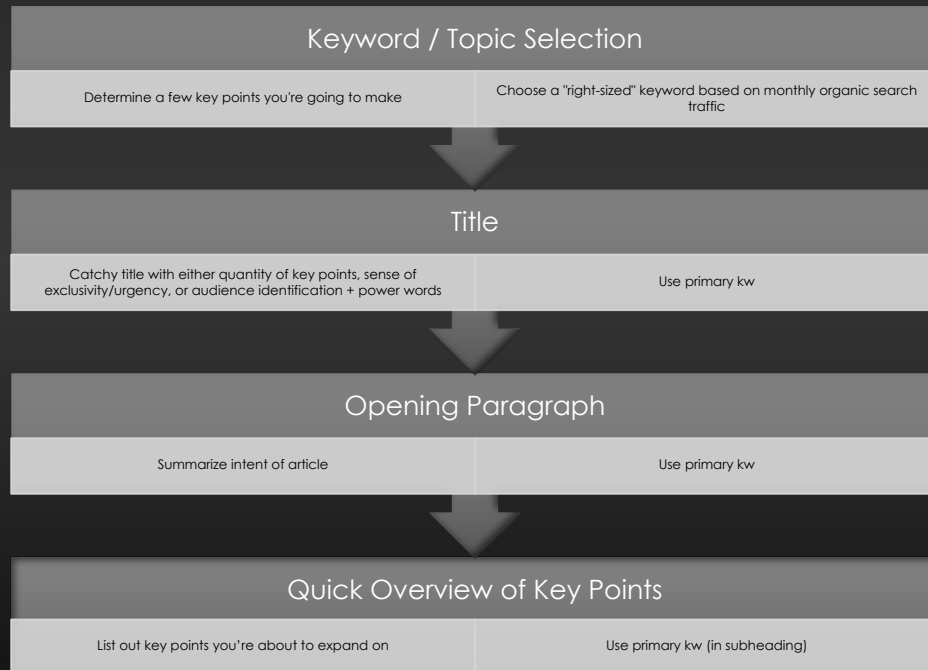 Keyword / Topic Selection
Determine a few key points you're going to make
Choose a "right-sized" keyword based on monthly organic search
traffic
Title
Catchy title with either quantity of key points, sense of
exclusivity/urgency, or audience identification + power words
Use primary kw
Opening Paragraph
Summarize intent of article
Use primary kw
Quick Overview of Key Points
List out key points you’re about to expand on
Use primary kw (in subheading)